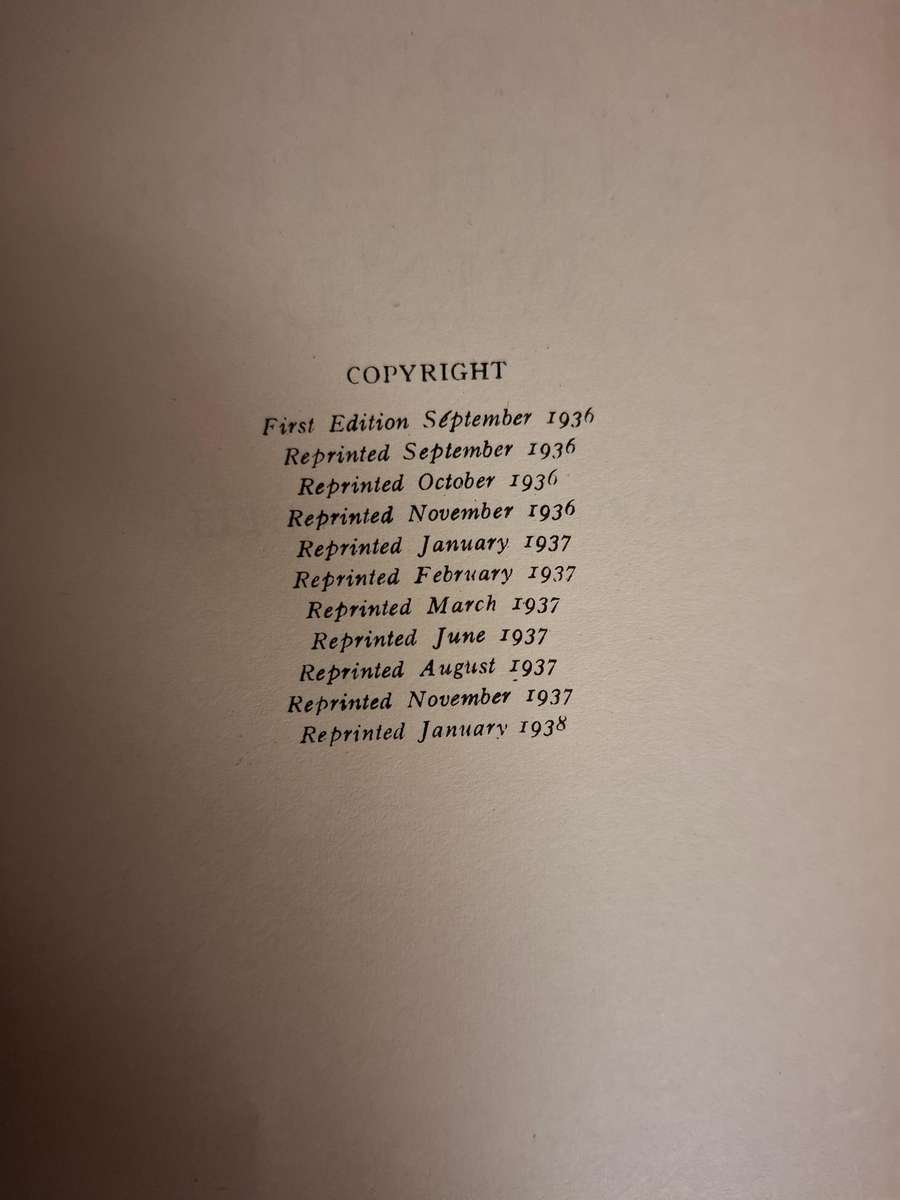 COPYRIGHT
First Edition September 1936
Reprinted September 1936
Reprinted October 1936
Reprinted November 1936
Reprinted January 1937
Reprinted February 1937
Reprinted March 1937
Reprinted June 1937
Reprinted August 1937
Reprinted November 1937
Reprinted January 1938